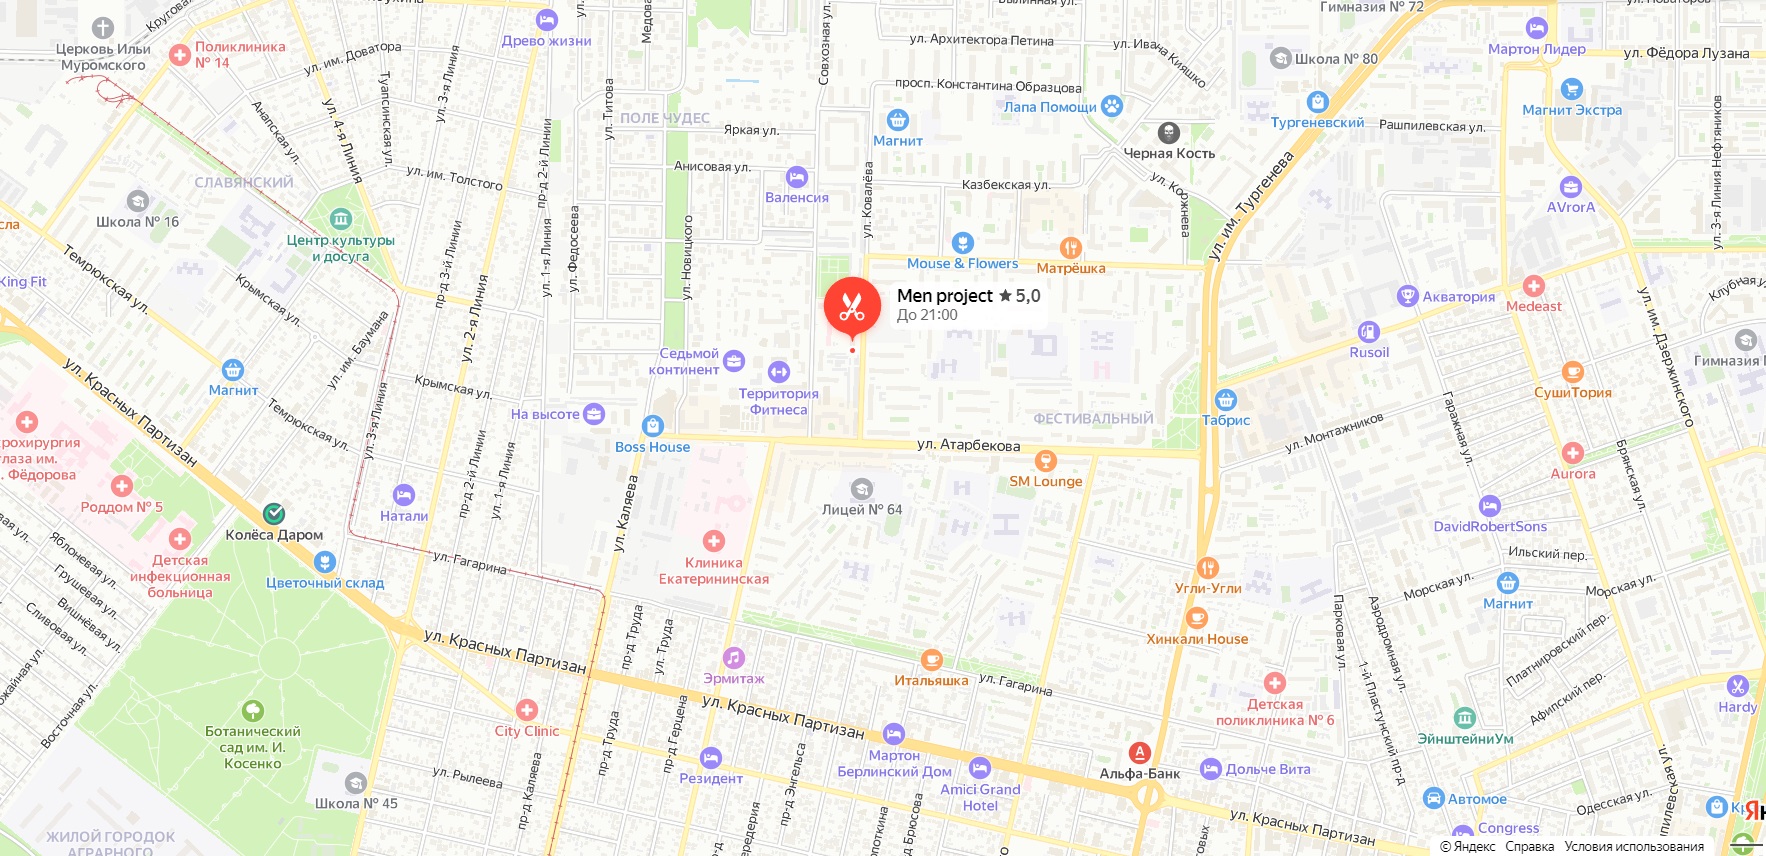 Гимназия № 72
Церковь Ильи
Муромского
Поликлиника
№ 14
ул. им. Доватора
Древо жизни
ул. Архитектора Петина
ул. Ивана Кияшко
Школа № 80
Мартон Лидер
ул. Фёдора Лузана
Совхозная ул.
ул. 3-я Линия
Туапсинская ул.
Анапская ул.
ул. 4-я Линия
пр-д 2-й Линии
ул. Титова
ПОЛЕ ЧУДЕС
Яркая ул.
просп. Константина Образцова
Лапа Помощи
Магнит
Черная Кость
Тургеневский
Рашпилевская ул.
Магнит Экстра
ул. 3-я Линия Нефтяников
СЛАВЯНСКИЙ
ул. им. Толстого
Анисовая ул.
Валенсия
Казбекская ул.
ул. Ковалёва
ул. Кожнева
ул. им. Тургенева
AVrorA
Школа № 16
Центр культуры
и досуга
Темрюкская ул.
Крымская ул.
King Fit
пр-д 3-й Линии
ул. 2-я Линия
ул. 1-я Линия
ул. Федосеева
ул. Новицкого
Mouse & Flowers
Матрёшка
Men project ★ 5,0
До 21:00
Акватория
Medeast
Rusoil
ул. им. Дзержинского
ул. им. Баумана
ул. Красных Партизан
Магнит
Крымская ул.
Темрюкская ул.
На высоте
Седьмой
континент
Территория
Фитнеса
Boss House
ФЕСТИВАЛЬНЫЙ
ул. Атарбекова
Табрис
СушиТория
ул. Монтажников
Гаражная ул.
Брянская ул.
Aurora
глаза им.
Роддом № 5
ул. 3-я Линия
пр-д 2-й Линии
ул. 1-я Линия
Натали
ул. Каляева
Лицей № 64
SM Lounge
DavidRobertSons
Колёса Даром
Детская
инфекционная
больница
Цветочный склад
ул. Гагарина
Клиника
Екатерининская
Угли-Угли
Хинкали House
Ильский пер.
Морская ул.
Магнит
Морская ул.
Яблоневая ул.
Грушевая ул.
Вишнёвая ул.
Сливовая ул.
Восточная ул.
ул. Красных Партизан
пр-д Труда
ул. Труда
Эрмитаж
Итальяшка
ул. Гагарина
Детская
поликлиника № 6
Парковая ул.
Аэродромная ул.
1-й Пластунский пр-д
Платнировский пер.
Афипский пер.
Hardy
ЭйнштейниУм
Ботанический
сад им. И.
Косенко
City Clinic
пр-д Труда
пр-д Герцена
ул. Красных Партизан
Резидент
Мартон
Берлинский Дом
Amici Grand
Hotel
Альфа-Банк
Дольче Вита
Автомое
Одесская ул.
Школа № 45
ул. Рылеева
пр-д Каляева
пр-д Энгельса
ул. Красных Партизан
Congress
ЖИЛОЙ ГОРОДОК
АГРАРНОГО
© Яндекс Справка Условия использования